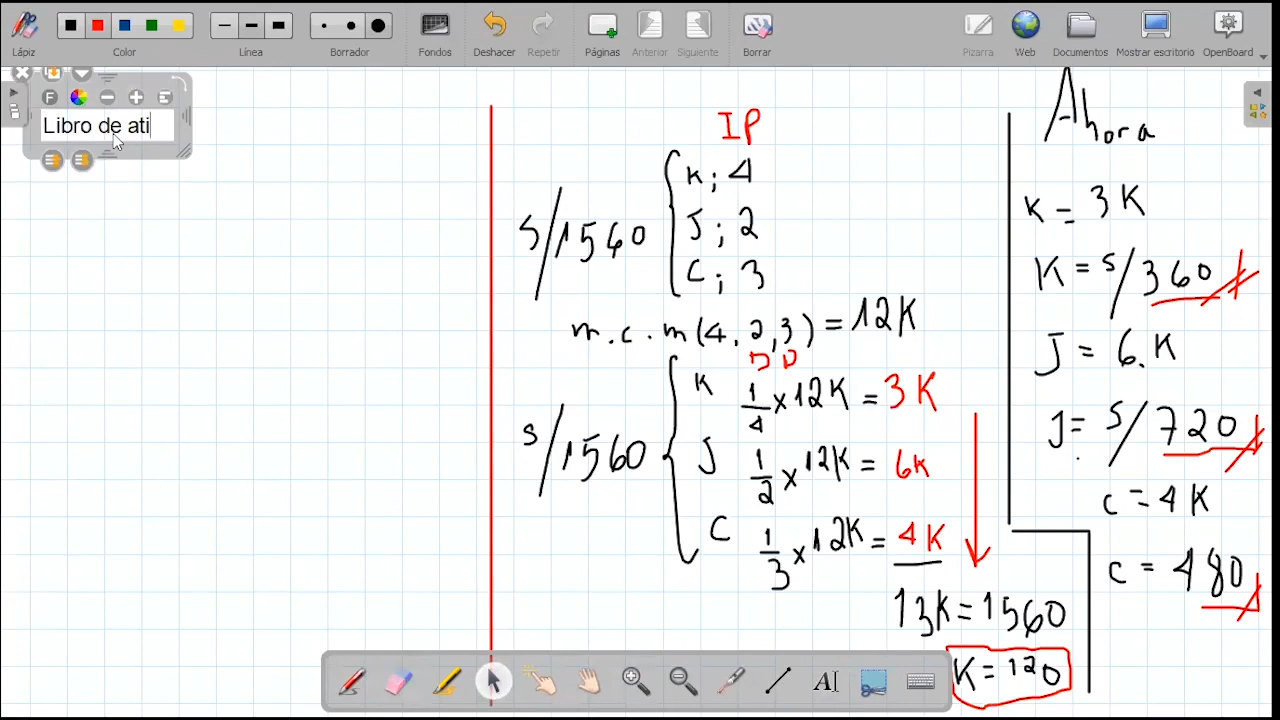 Lápiz
Color
Línea
Borrador
Fondos
Deshacer
Repetir
Páginas
Anterior
Siguiente
Borrar
Pizarra
Web
Documentos
Mostrar escritorio
OpenBoard
F
Libro de ati
IP
S/1560
K; 4
J; 2
C; 3
m.c.m(4,2,3) = 12K
DD
S/1560
K 1/4 x 12K = 3K
J 1/2 x 12K = 6K
C 1/3 x 12K = 4K
13K = 1560
K = 120
Ahora
K = 3K
K = S/360
J = 6.K
J = S/720
C = 4K
C = 480
AI